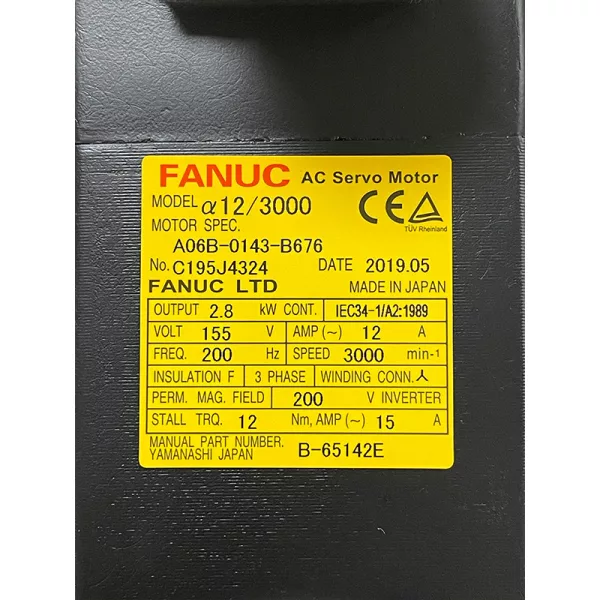 FANUC AC Servo Motor
MODEL α12/3000
MOTOR SPEC.
A06B-0143-B676
CE TÜV Rheinland
No. C195J4324 DATE 2019.05
FANUC LTD MADE IN JAPAN
OUTPUT 2.8 kW CONT. IEC34-1/A2:1989
VOLT 155 V AMP (~) 12 A
FREQ. 200 Hz SPEED 3000 min-1
INSULATION F 3 PHASE WINDING CONN. 人
PERM. MAG. FIELD 200 V INVERTER
STALL TRQ. 12 Nm, AMP (~) 15 A
MANUAL PART NUMBER. B-65142E
YAMANASHI JAPAN